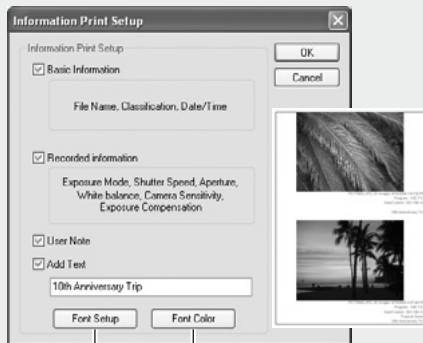 Information Print Setup
Information Print Setup
OK
Cancel
Basic Information
File Name, Classification, Date/Time
Recorded information
Exposure Mode, Shutter Speed, Aperture,
White balance, Camera Sensitivity,
Exposure Compensation
User Note
Add Text
10th Anniversary Trip
Font Setup
Font Color